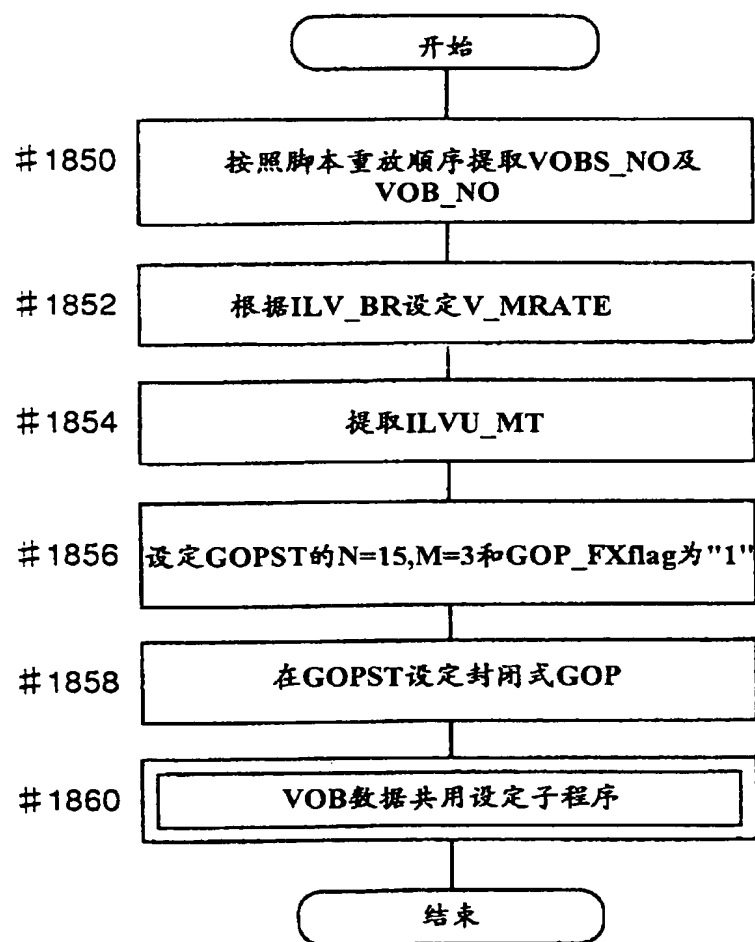 开始
#1850
按照脚本重放顺序提取VOBS_NO及
VOB_NO
#1852
根据ILV_BR设定V_MRATE
#1854
提取ILVU_MT
#1856
设定GOPST的N=15,M=3和GOP_FXflag为"1"
#1858
在GOPST设定封闭式GOP
#1860
VOB数据共用设定子程序
结束